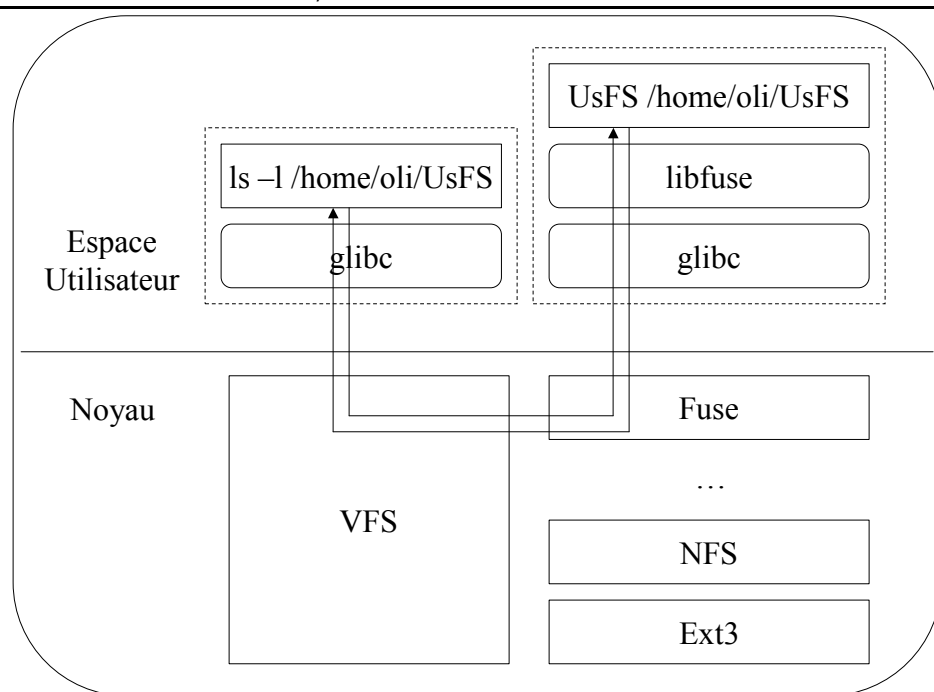 UsFS /home/oli/UsFS
ls –l /home/oli/UsFS
libfuse
Espace
Utilisateur
glibc
glibc
Noyau
Fuse
…
VFS
NFS
Ext3